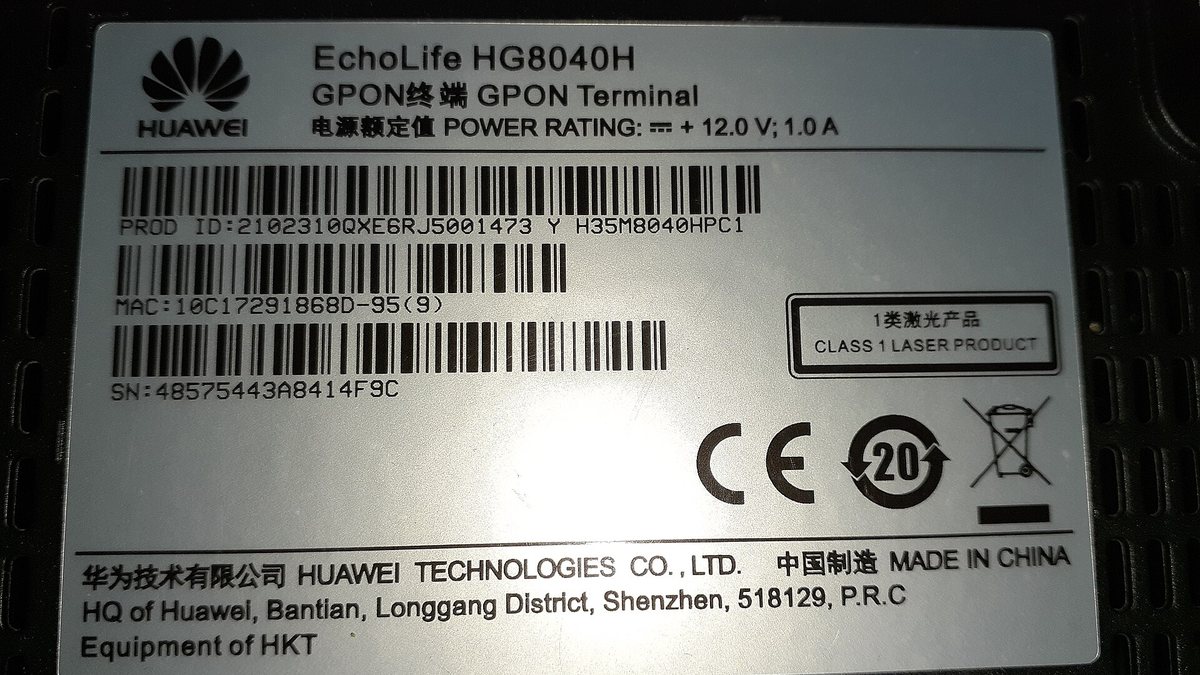 HUAWEI
EchoLife HG8040H
GPON终端 GPON Terminal
电源额定值 POWER RATING: ⎓ + 12.0 V; 1.0 A
PROD ID:2102310QXE6RJ5001473 Y H35M8040HPC1
MAC:10C17291868D-95(9)
SN:48575443A8414F9C
1类激光产品
CLASS 1 LASER PRODUCT
CE
20
华为技术有限公司 HUAWEI TECHNOLOGIES CO.,LTD. 中国制造 MADE IN CHINA
HQ of Huawei, Bantian, Longgang District, Shenzhen, 518129, P.R.C
Equipment of HKT